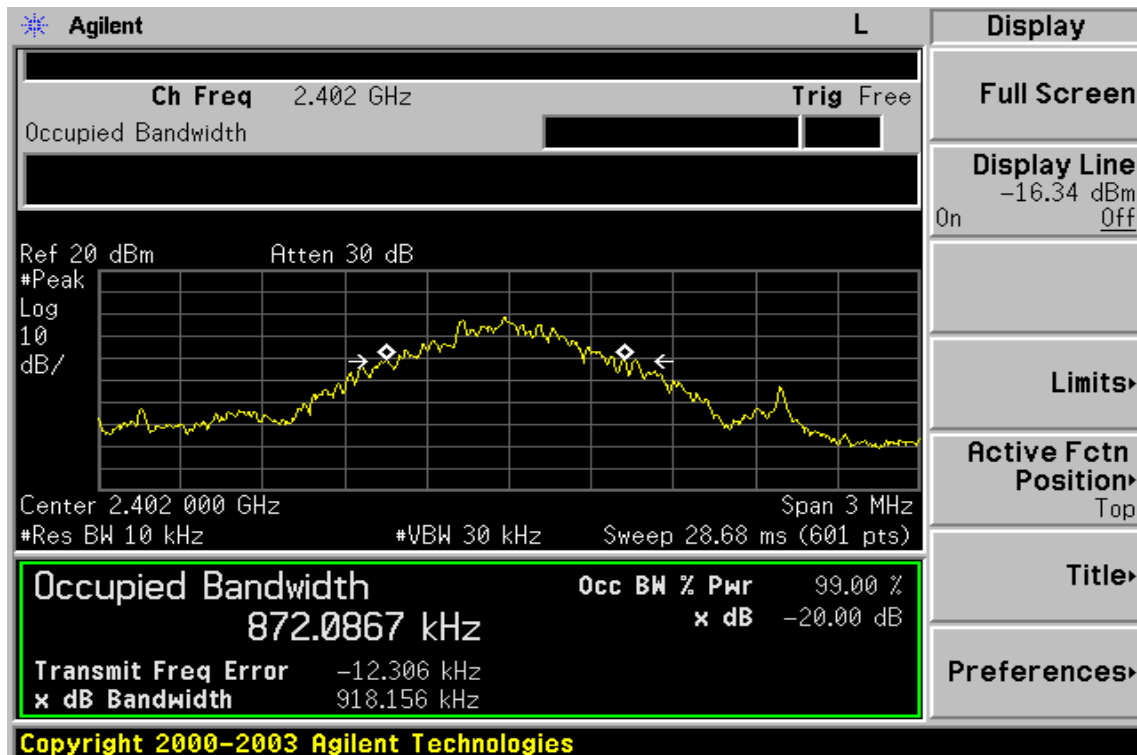 Agilent L Display
Ch Freq 2.402 GHz Trig Free
Full Screen
Occupied Bandwidth
Display Line
-16.34 dBm
On Off
Ref 20 dBm Atten 30 dB
#Peak
Log
10
dB/
Limits
Active Fctn
Position
Top
Center 2.402 000 GHz Span 3 MHz
#Res BW 10 kHz #VBW 30 kHz Sweep 28.68 ms (601 pts)
Occupied Bandwidth Occ BW % Pwr 99.00 %
872.0867 kHz x dB -20.00 dB
Title
Transmit Freq Error -12.306 kHz
x dB Bandwidth 918.156 kHz
Preferences
Copyright 2000-2003 Agilent Technologies